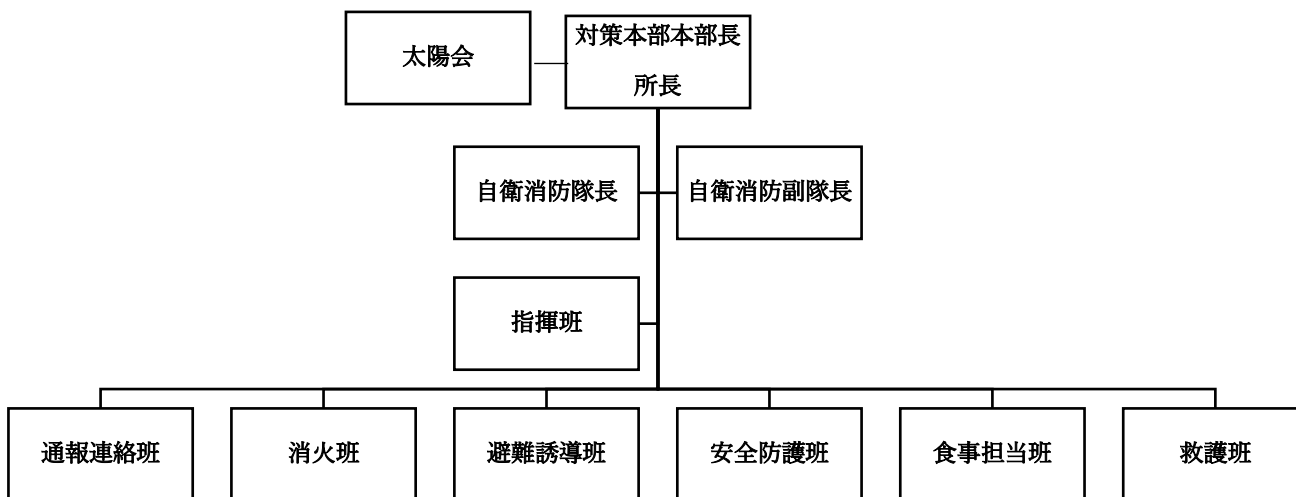 太陽会
対策本部本部長
所長
自衛消防隊長
自衛消防副隊長
指揮班
通報連絡班
消火班
避難誘導班
安全防護班
食事担当班
救護班